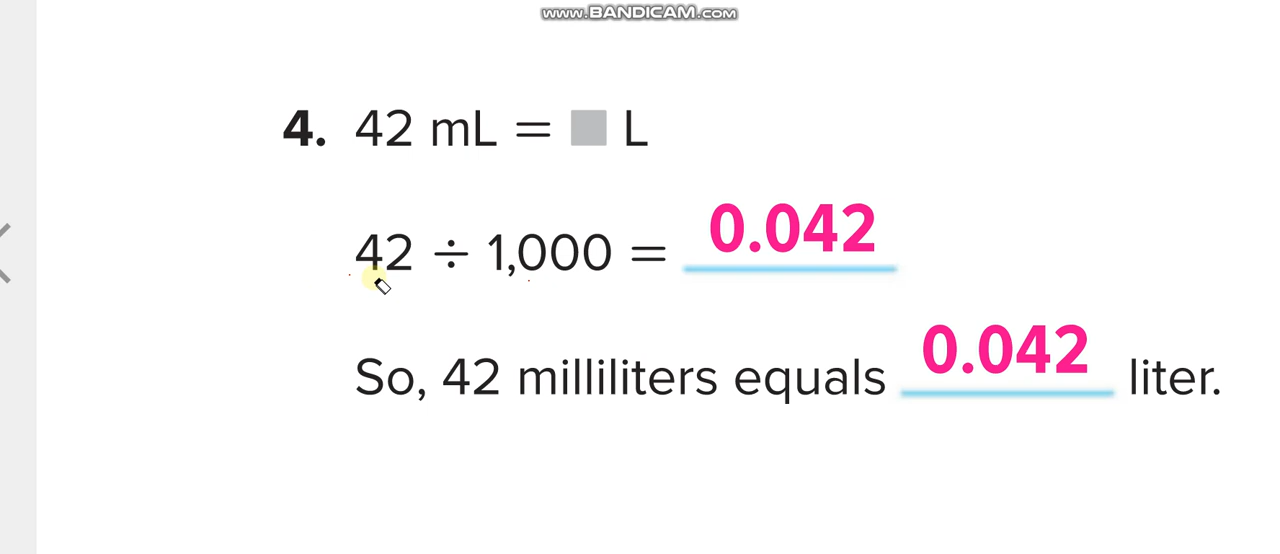 www.BANDICAM.com
4. 42 mL = L
42 ÷ 1,000 = 0.042
So, 42 milliliters equals 0.042 liter.